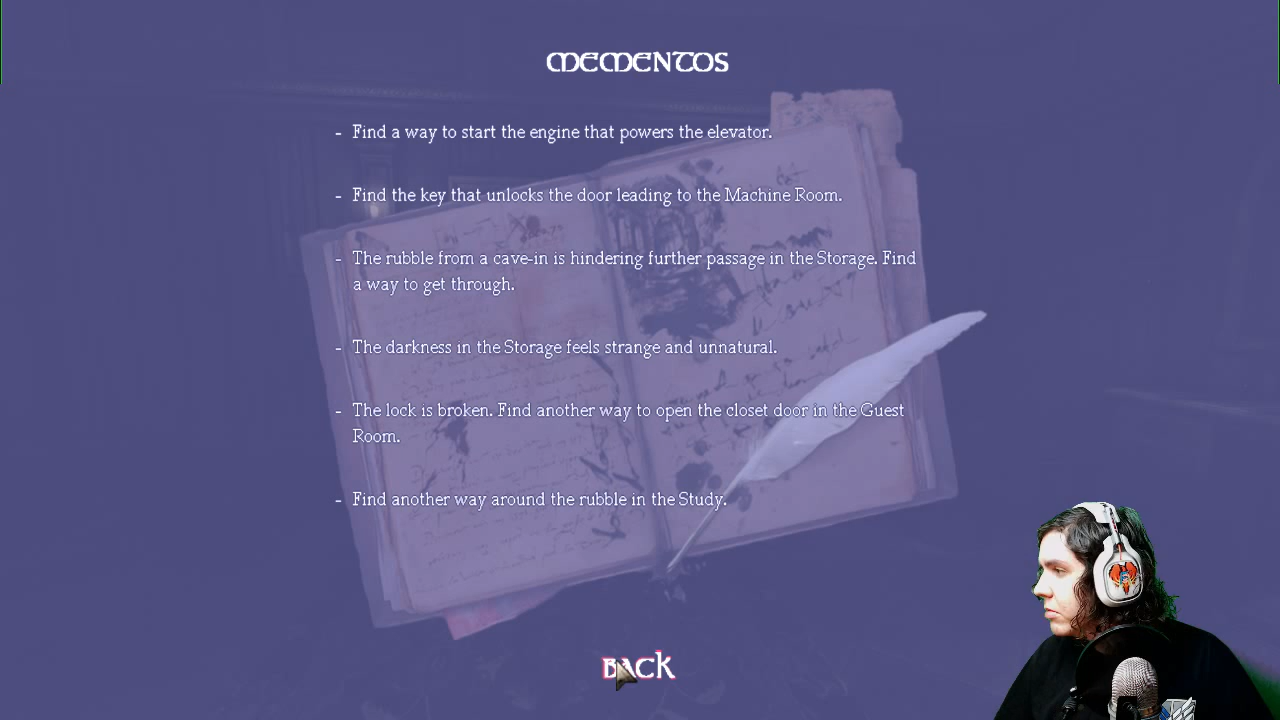 MEMENTOS
- Find a way to start the engine that powers the elevator.
- Find the key that unlocks the door leading to the Machine Room.
- The rubble from a cave-in is hindering further passage in the Storage. Find
a way to get through.
- The darkness in the Storage feels strange and unnatural.
- The lock is broken. Find another way to open the closet door in the Guest
Room.
- Find another way around the rubble in the Study.
BACK